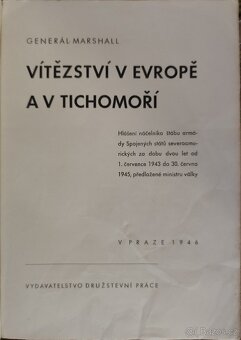 GENERÁL MARSHALL
VÍTĚZSTVÍ V EVROPĚ
A V TICHOMOŘÍ
Hlášení náčelníka štábu armá-
dy Spojených států severoame-
rických za dobu dvou let od
1. července 1943 do 30. června
1945, předložené ministru války
V PRAZE 1946
VYDAVATELSTVO DRUŽSTEVNÍ PRÁCE